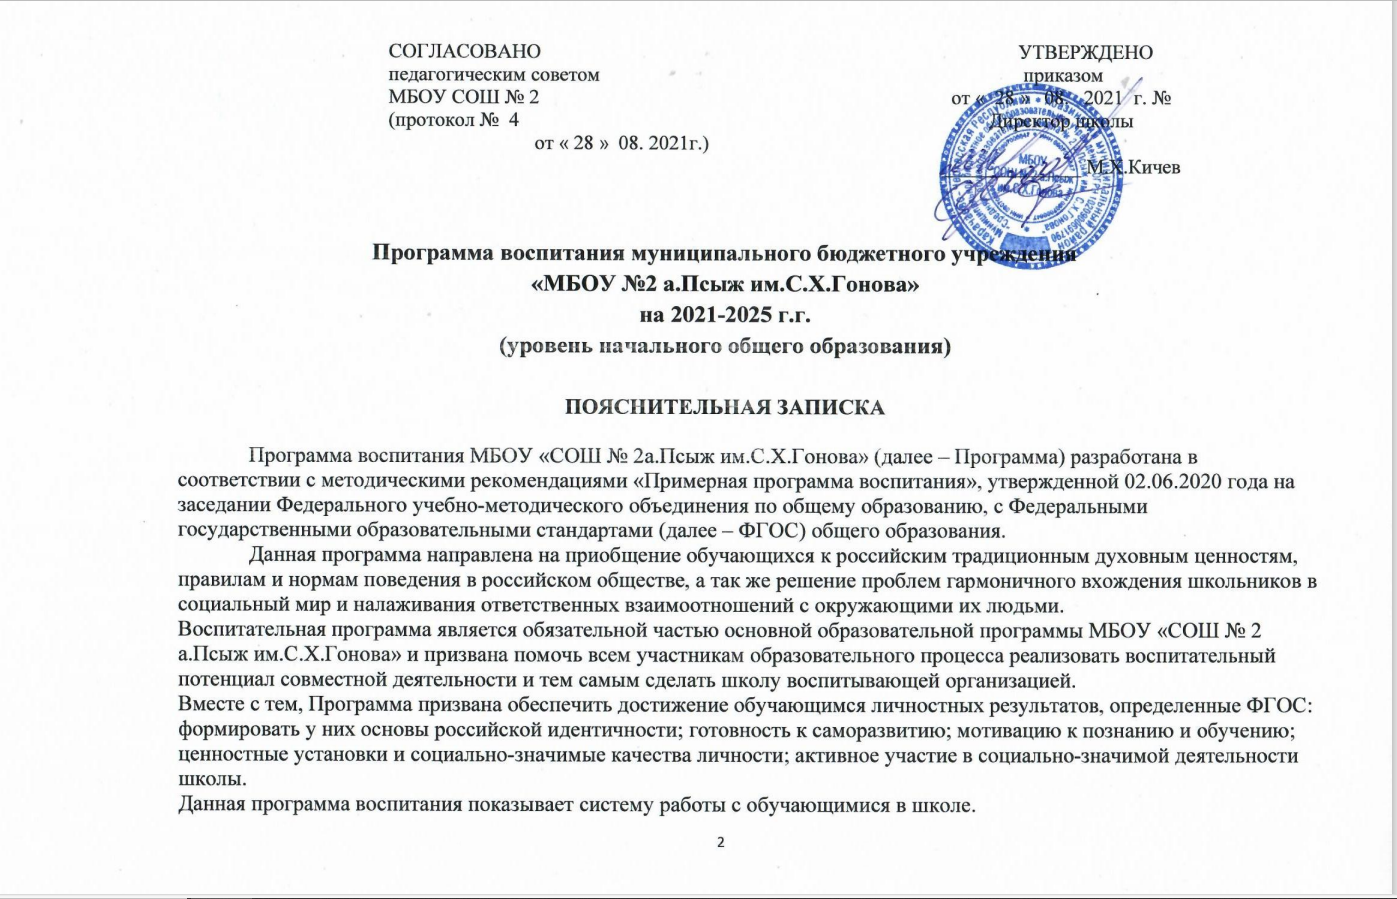 СОГЛАСОВАНО
педагогическим советом
МБОУ СОШ № 2
(протокол № 4
от « 28 » 08. 2021г.)
УТВЕРЖДЕНО
приказом
от « 28 » 08. 2021 г. №
Директор школы
М.Х.Кичев
МБОУ
Программа воспитания муниципального бюджетного учреждения
«МБОУ №2 а.Псыж им.С.Х.Гонова»
на 2021-2025 г.г.
(уровень начального общего образования)
ПОЯСНИТЕЛЬНАЯ ЗАПИСКА
Программа воспитания МБОУ «СОШ № 2а.Псыж им.С.Х.Гонова» (далее – Программа) разработана в
соответствии с методическими рекомендациями «Примерная программа воспитания», утвержденной 02.06.2020 года на
заседании Федерального учебно-методического объединения по общему образованию, с Федеральными
государственными образовательными стандартами (далее – ФГОС) общего образования.
Данная программа направлена на приобщение обучающихся к российским традиционным духовным ценностям,
правилам и нормам поведения в российском обществе, а так же решение проблем гармоничного вхождения школьников в
социальный мир и налаживания ответственных взаимоотношений с окружающими их людьми.
Воспитательная программа является обязательной частью основной образовательной программы МБОУ «СОШ № 2
а.Псыж им.С.Х.Гонова» и призвана помочь всем участникам образовательного процесса реализовать воспитательный
потенциал совместной деятельности и тем самым сделать школу воспитывающей организацией.
Вместе с тем, Программа призвана обеспечить достижение обучающимся личностных результатов, определенные ФГОС:
формировать у них основы российской идентичности; готовность к саморазвитию; мотивацию к познанию и обучению;
ценностные установки и социально-значимые качества личности; активное участие в социально-значимой деятельности
школы.
Данная программа воспитания показывает систему работы с обучающимися в школе.
2